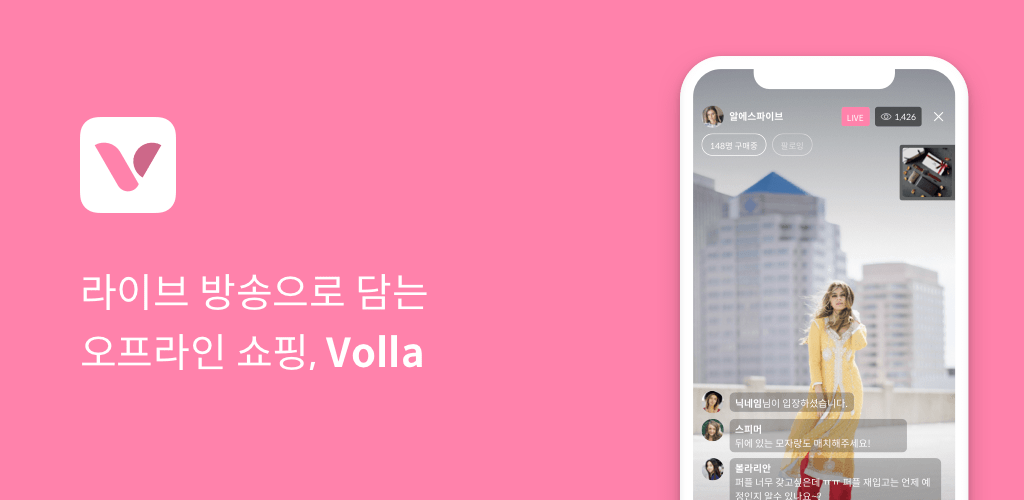 라이브 방송으로 담는
오프라인 쇼핑, Volla
알에스파이브
LIVE
1,426
148명 구매중
팔로잉
닉네임님이 입장하셨습니다.
스피머
뒤에 있는 모자랑도 매치해주세요!
볼라리안
퍼플 너무 갖고싶은데 ㅠㅠ 퍼플 재입고는 언제 예
정인지 알수 있나요~?